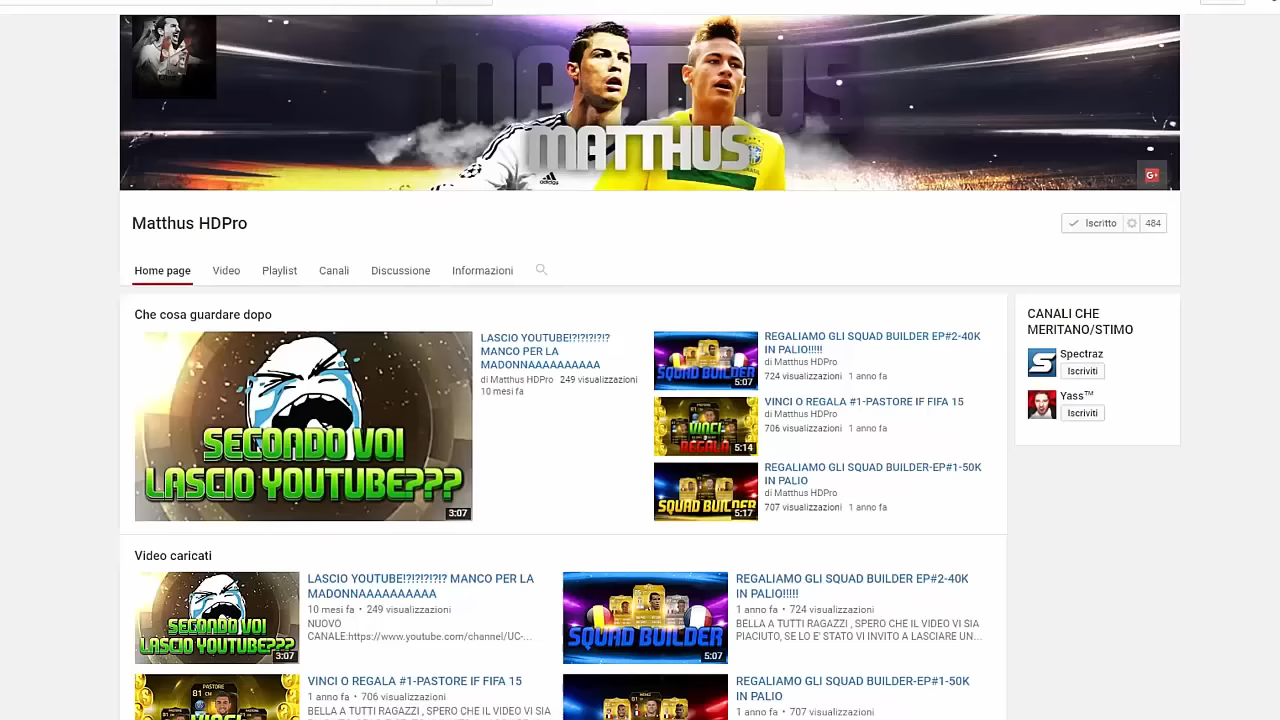 MATTHUS
MATTHUS
adidas
BRASIL
G+
Matthus HDPro
Iscritto
484
Home page
Video
Playlist
Canali
Discussione
Informazioni
Che cosa guardare dopo
SECONDO VOI
LASCIO YOUTUBE???
3:07
LASCIO YOUTUBE!?!?!?!?!?
MANCO PER LA
MADONNAAAAAAAAAA
di Matthus HDPro 249 visualizzazioni
10 mesi fa
SQUAD BUILDER
5:07
REGALIAMO GLI SQUAD BUILDER EP#2-40K
IN PALIO!!!!!
di Matthus HDPro
724 visualizzazioni 1 anno fa
VINCI O
REGALA
5:14
VINCI O REGALA #1-PASTORE IF FIFA 15
di Matthus HDPro
706 visualizzazioni 1 anno fa
SQUAD BUILDER
5:17
REGALIAMO GLI SQUAD BUILDER-EP#1-50K
IN PALIO
di Matthus HDPro
707 visualizzazioni 1 anno fa
CANALI CHE
MERITANO/STIMO
Spectraz
Iscriviti
Yass™
Iscriviti
Video caricati
SECONDO VOI
LASCIO YOUTUBE???
3:07
LASCIO YOUTUBE!?!?!?!?!? MANCO PER LA
MADONNAAAAAAAAAA
10 mesi fa • 249 visualizzazioni
NUOVO
CANALE:https://www.youtube.com/channel/UC-...
SQUAD BUILDER
5:07
REGALIAMO GLI SQUAD BUILDER EP#2-40K
IN PALIO!!!!!
1 anno fa • 724 visualizzazioni
BELLA A TUTTI RAGAZZI , SPERO CHE IL VIDEO VI SIA
PIACIUTO, SE LO E' STATO VI INVITO A LASCIARE UN...
PASTORE
81 CM
VINCI O
VINCI O REGALA #1-PASTORE IF FIFA 15
1 anno fa • 706 visualizzazioni
BELLA A TUTTI RAGAZZI , SPERO CHE IL VIDEO VI SIA
81
REGALIAMO GLI SQUAD BUILDER-EP#1-50K
IN PALIO
1 anno fa • 707 visualizzazioni